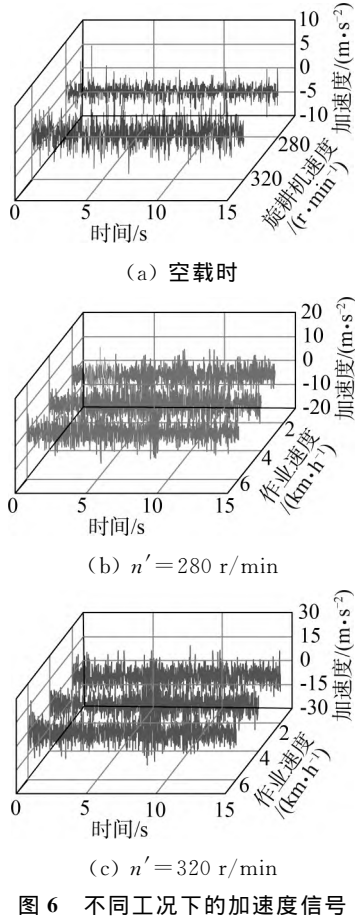 10
5
0
-5
-10
加速度/(m·s⁻²)
280
320
旋耕机速度
/(r·min⁻¹)
0
5
10
15
时间/s
(a) 空载时
20
10
0
-10
-20
加速度/(m·s⁻²)
2
4
6
作业速度
/(km·h⁻¹)
0
5
10
15
时间/s
(b) n′=280 r/min
30
15
0
-15
-30
加速度/(m·s⁻²)
2
4
6
作业速度
/(km·h⁻¹)
0
5
10
15
时间/s
(c) n′=320 r/min
图 6 不同工况下的加速度信号